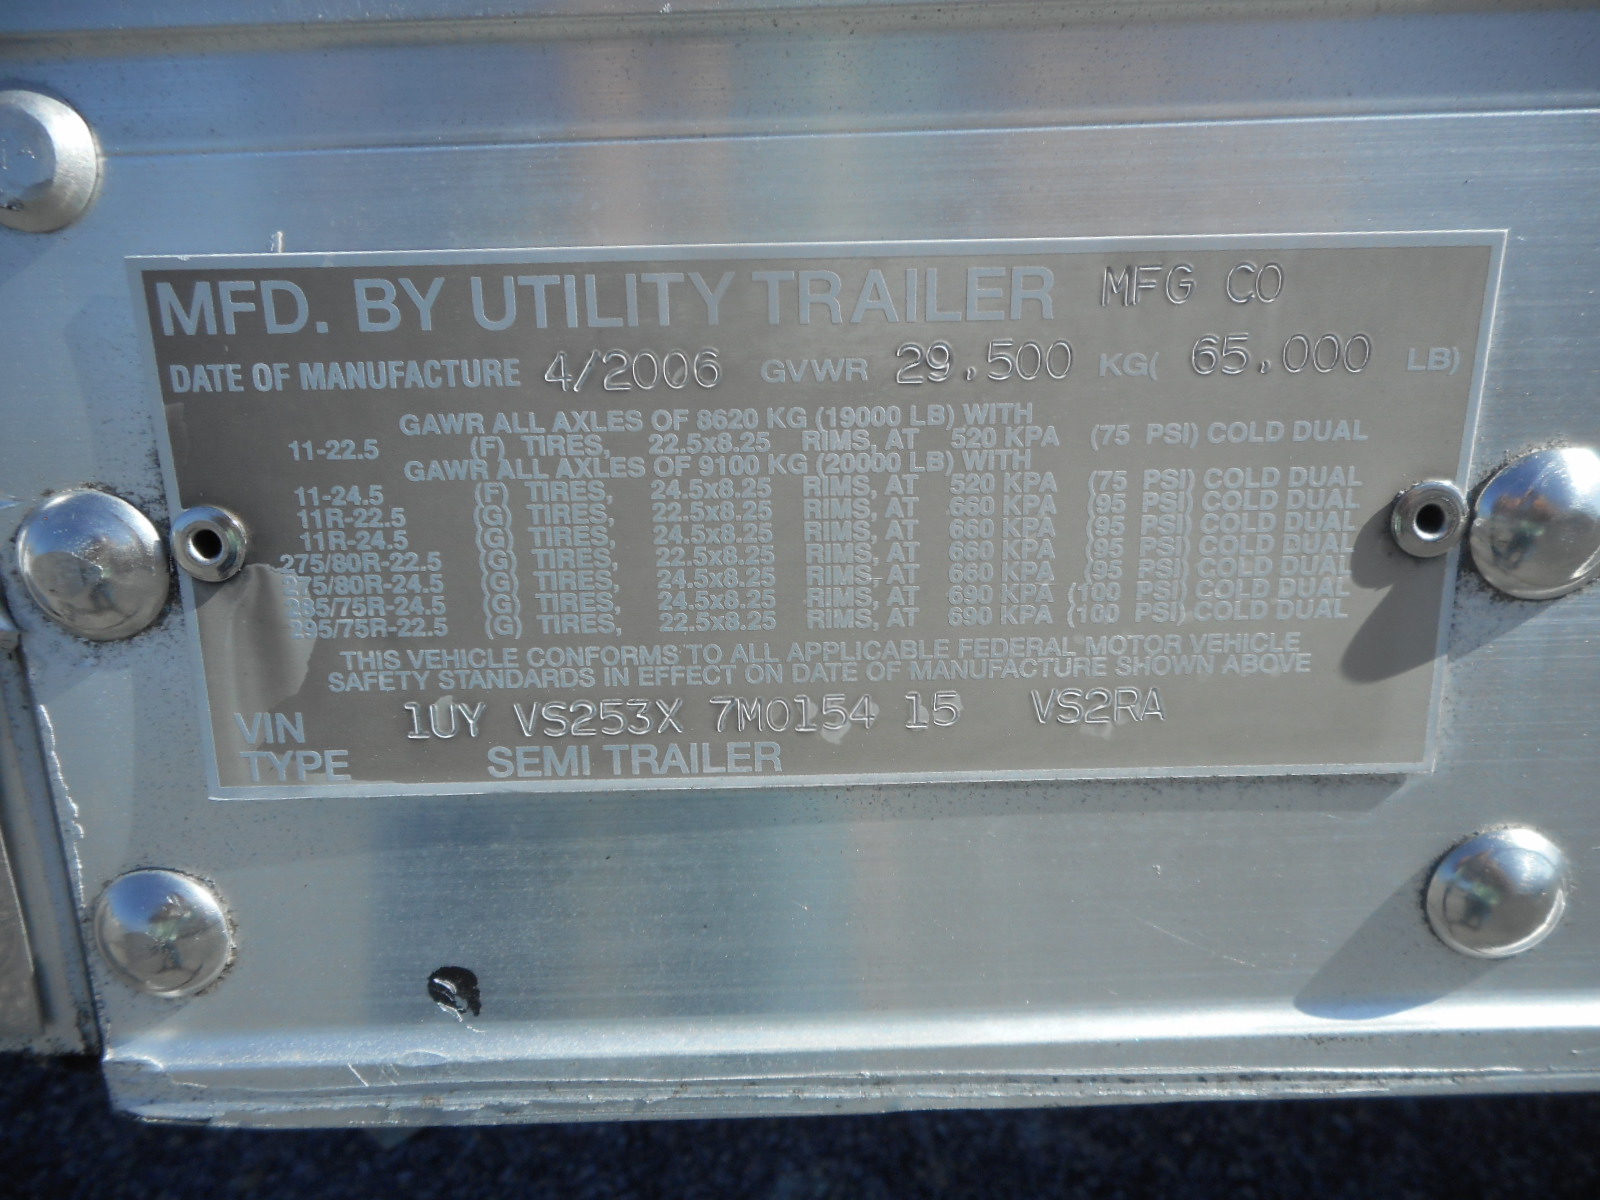 MFD. BY UTILITY TRAILER MFG CO
DATE OF MANUFACTURE 4/2006 GVWR 29,500 KG( 65,000 LB)
GAWR ALL AXLES OF 8620 KG (19000 LB) WITH
11-22.5 (F) TIRES, 22.5x8.25 RIMS, AT 520 KPA (75 PSI) COLD DUAL
GAWR ALL AXLES OF 9100 KG (20000 LB) WITH
11-24.5 (F) TIRES, 24.5x8.25 RIMS, AT 520 KPA (75 PSI) COLD DUAL
11R-22.5 (G) TIRES, 22.5x8.25 RIMS, AT 660 KPA (95 PSI) COLD DUAL
11R-24.5 (G) TIRES, 24.5x8.25 RIMS, AT 660 KPA (95 PSI) COLD DUAL
275/80R-22.5 (G) TIRES, 22.5x8.25 RIMS, AT 660 KPA (95 PSI) COLD DUAL
275/80R-24.5 (G) TIRES, 24.5x8.25 RIMS, AT 660 KPA (95 PSI) COLD DUAL
285/75R-24.5 (G) TIRES, 24.5x8.25 RIMS, AT 690 KPA (100 PSI) COLD DUAL
295/75R-22.5 (G) TIRES, 22.5x8.25 RIMS, AT 690 KPA (100 PSI) COLD DUAL
THIS VEHICLE CONFORMS TO ALL APPLICABLE FEDERAL MOTOR VEHICLE
SAFETY STANDARDS IN EFFECT ON DATE OF MANUFACTURE SHOWN ABOVE
VIN 1UY VS253X 7M0154 15 VS2RA
TYPE SEMI TRAILER